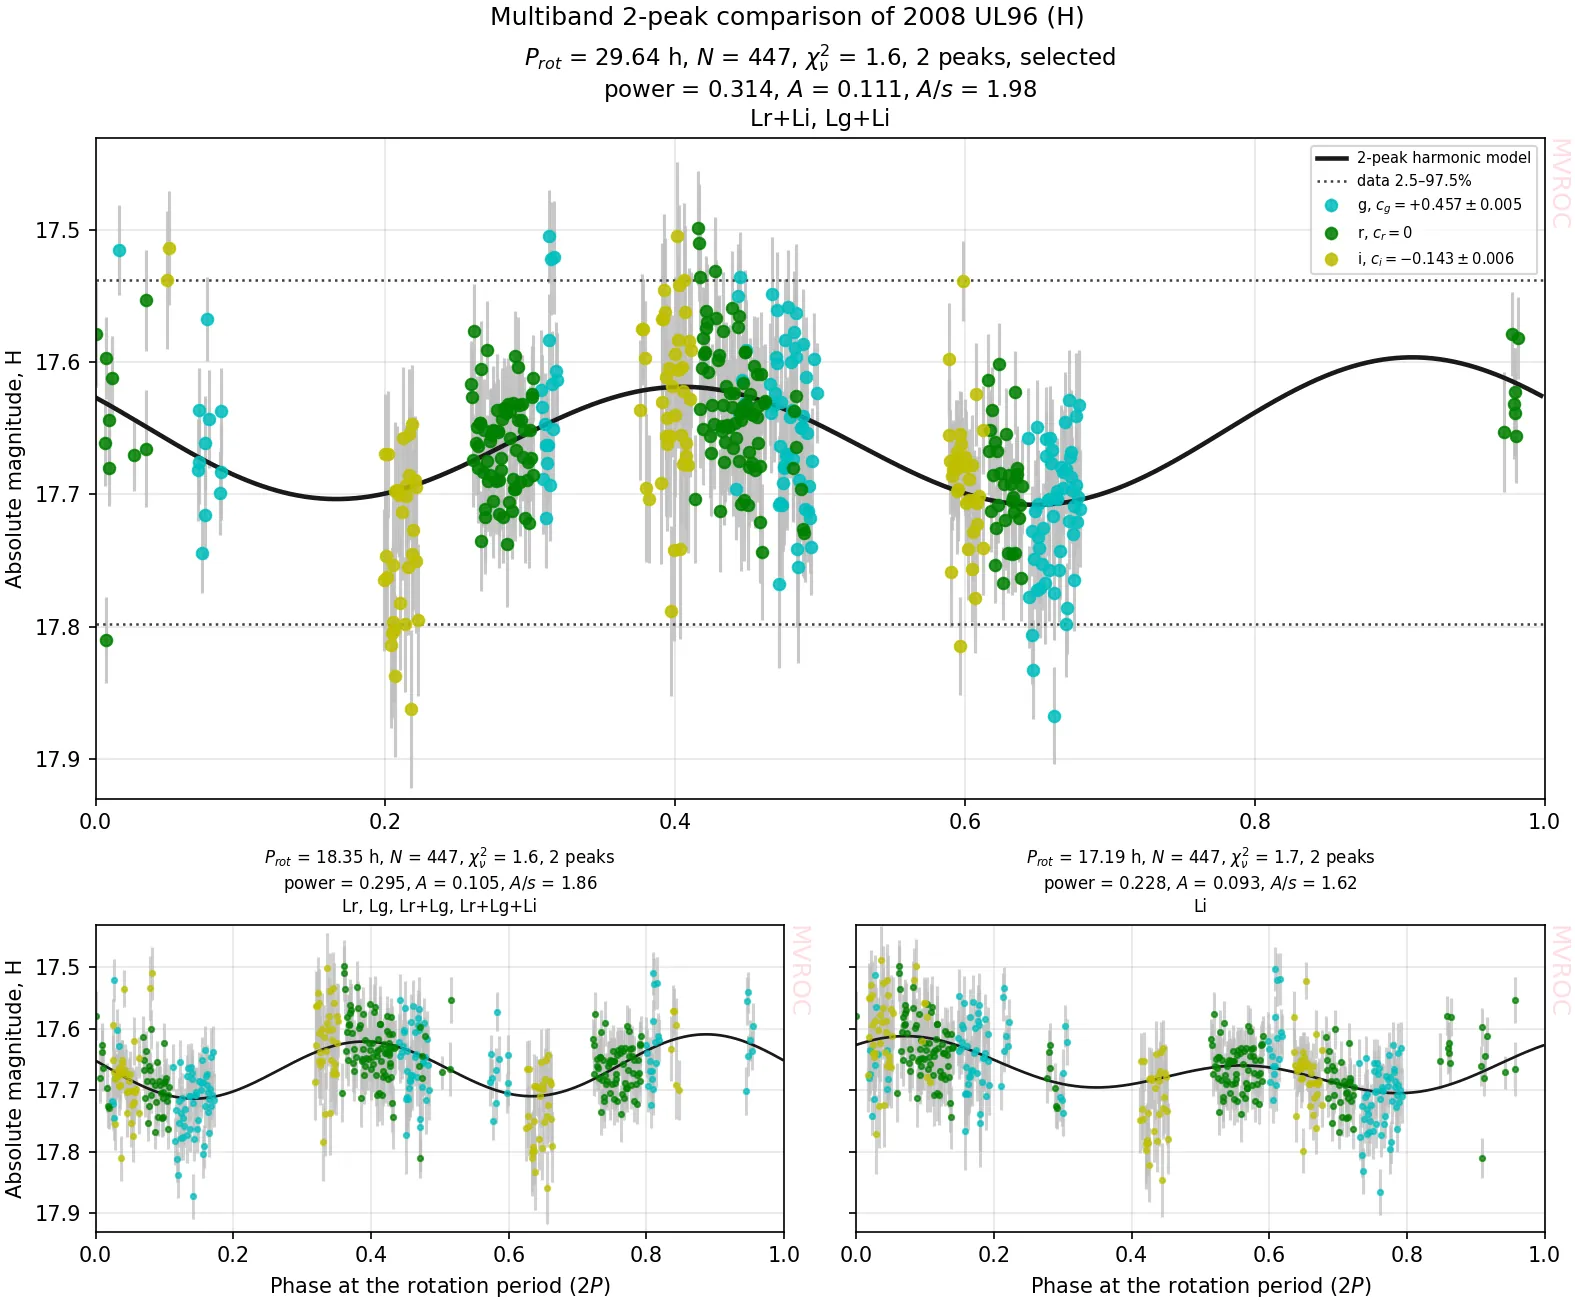 Multiband 2-peak comparison of 2008 UL96 (H)
P_rot = 29.64 h, N = 447, χ²_ν = 1.6, 2 peaks, selected
power = 0.314, A = 0.111, A/s = 1.98
Lr+Li, Lg+Li
2-peak harmonic model
data 2.5–97.5%
g, c_g = +0.457 ± 0.005
r, c_r = 0
i, c_i = −0.143 ± 0.006
MVROC
Absolute magnitude, H
17.5
17.6
17.7
17.8
17.9
0.0 0.2 0.4 0.6 0.8 1.0
P_rot = 18.35 h, N = 447, χ²_ν = 1.6, 2 peaks
power = 0.295, A = 0.105, A/s = 1.86
Lr, Lg, Lr+Lg, Lr+Lg+Li
MVROC
Absolute magnitude, H
17.5
17.6
17.7
17.8
17.9
0.0 0.2 0.4 0.6 0.8 1.0
Phase at the rotation period (2P)
P_rot = 17.19 h, N = 447, χ²_ν = 1.7, 2 peaks
power = 0.228, A = 0.093, A/s = 1.62
Li
MVROC
0.0 0.2 0.4 0.6 0.8 1.0
Phase at the rotation period (2P)